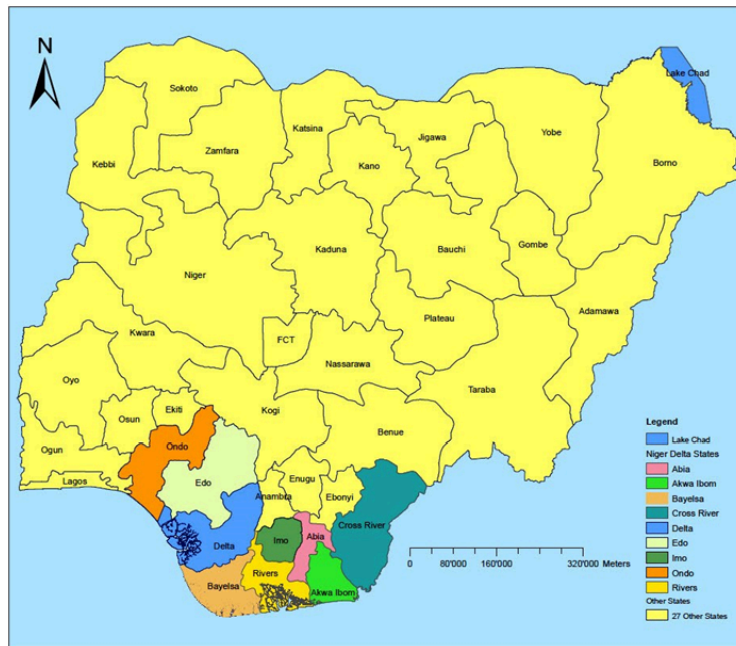 N
Lake Chad
Sokoto
Katsina
Jigawa
Yobe
Zamfara
Kano
Kebbi
Borno
Kaduna
Bauchi
Gombe
Niger
Adamawa
Plateau
Kwara
FCT
Nassarawa
Taraba
Oyo
Ekiti
Kogi
Osun
Benue
Ondo
Ogun
Lagos
Edo
Enugu
Anambra
Ebonyi
Cross River
Delta
Imo
Abia
Rivers
Bayelsa
Akwa Ibom
Legend
Lake Chad
Niger Delta States
Abia
Akwa Ibom
Bayelsa
Cross River
Delta
Edo
Imo
Ondo
Rivers
Other States
27 Other States
0 80'000 160'000 320'000 Meters